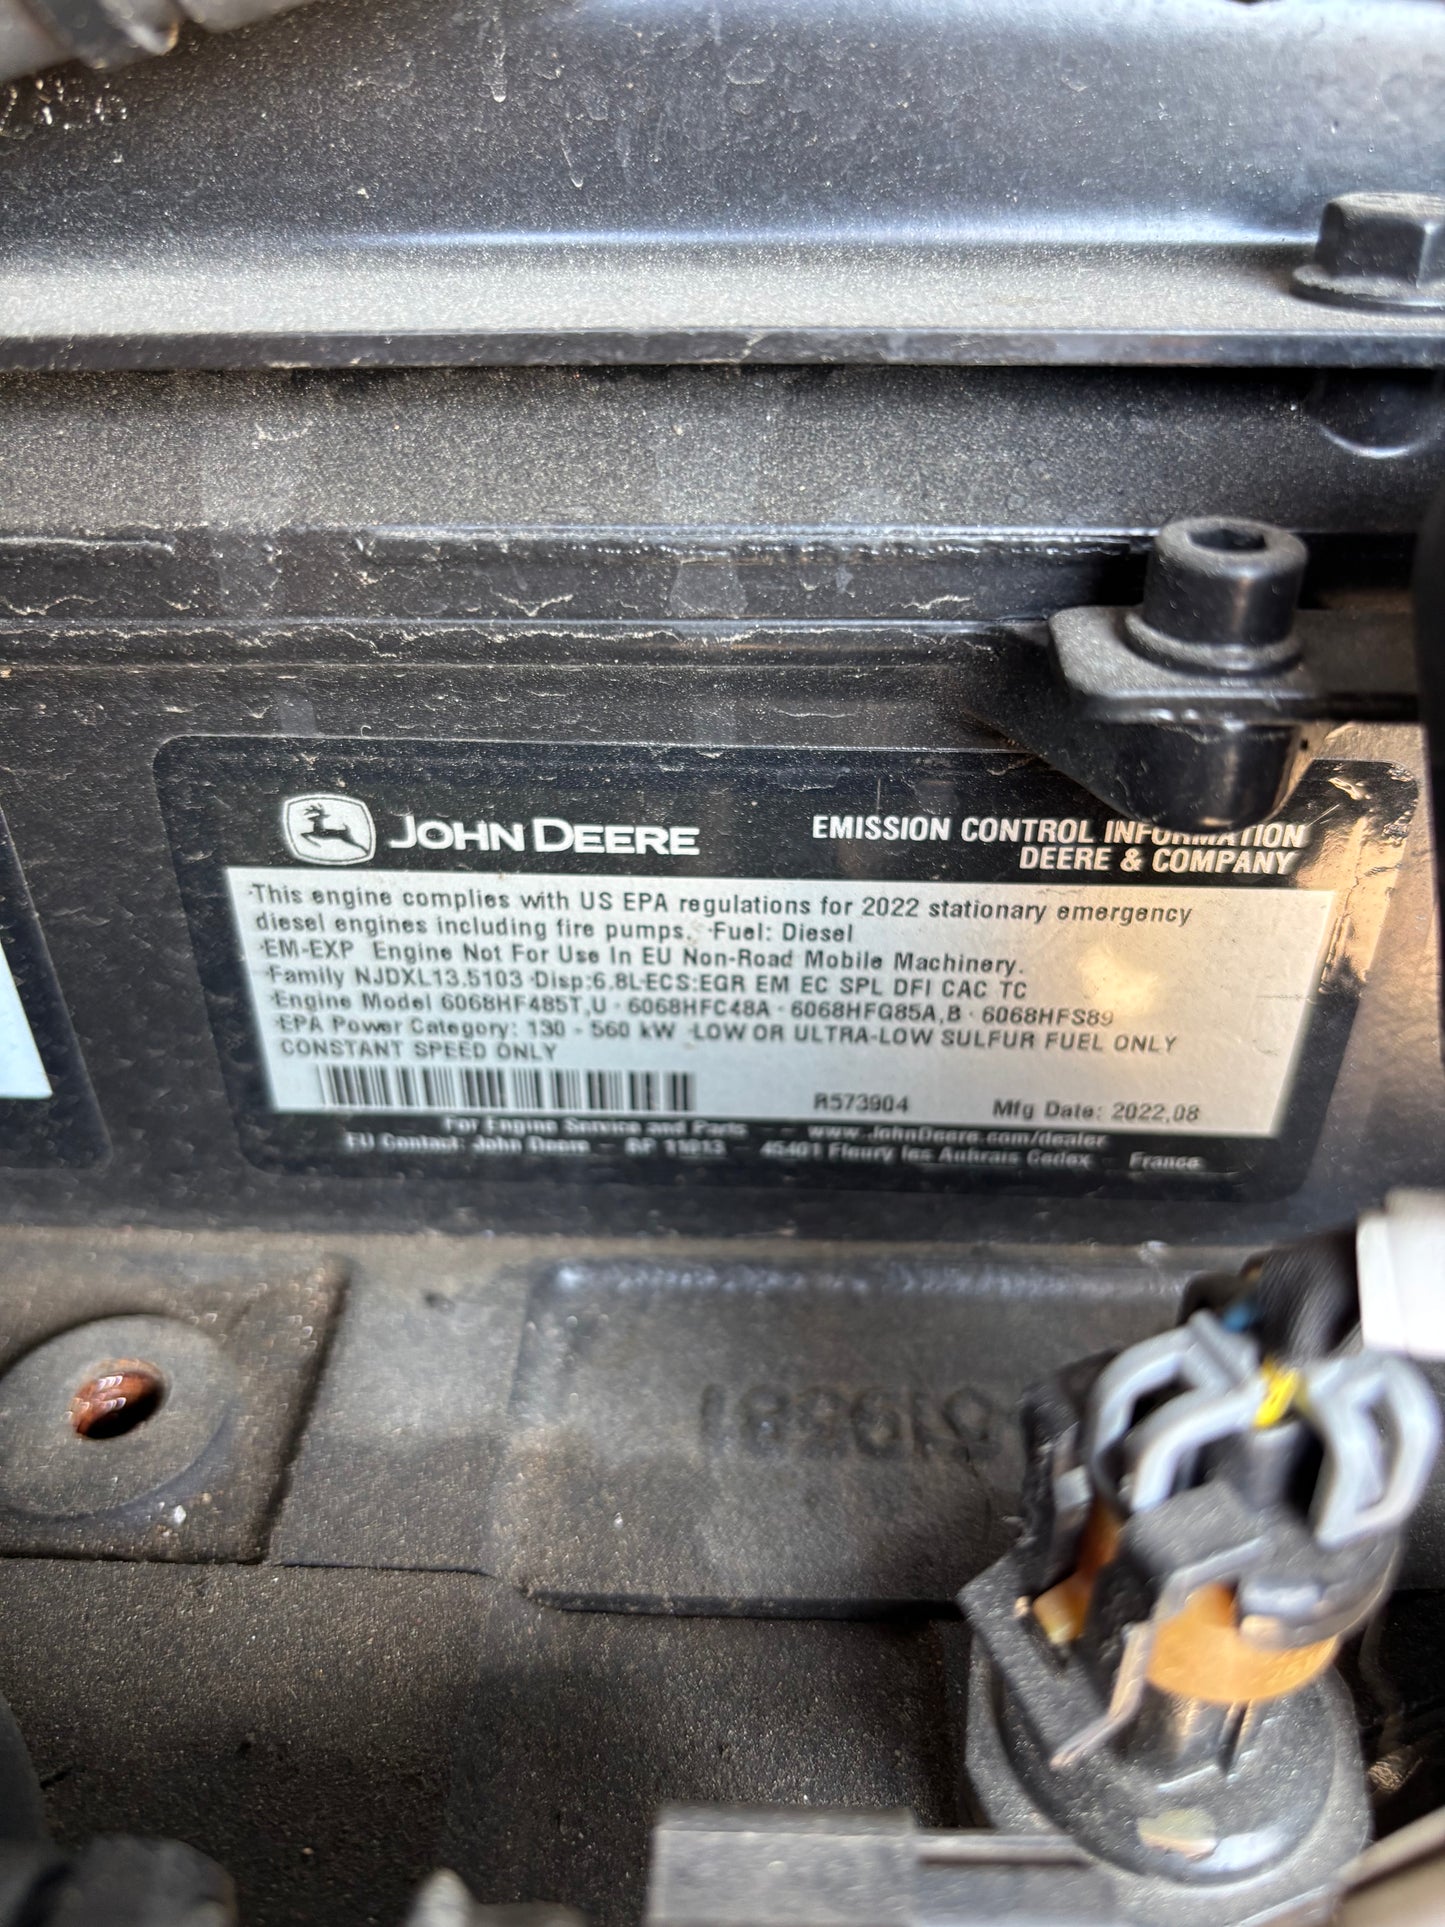 JOHN DEERE
EMISSION CONTROL INFORMATION
DEERE & COMPANY
·This engine complies with US EPA regulations for 2022 stationary emergency
diesel engines including fire pumps. ·Fuel: Diesel
·EM-EXP Engine Not For Use In EU Non-Road Mobile Machinery.
·Family NJDXL13.5103 ·Disp:6.8L·ECS:EGR EM EC SPL DFI CAC TC
·Engine Model 6068HF485T,U · 6068HFC48A · 6068HFG85A,B · 6068HFS89
·EPA Power Category: 130 - 560 kW ·LOW OR ULTRA-LOW SULFUR FUEL ONLY
CONSTANT SPEED ONLY
R573904 Mfg Date: 2022,08
For Engine Service and Parts - www.JohnDeere.com/dealer
EU Contact: John Deere - BP 11013 - 45401 Fleury les Aubrais Cedex - France